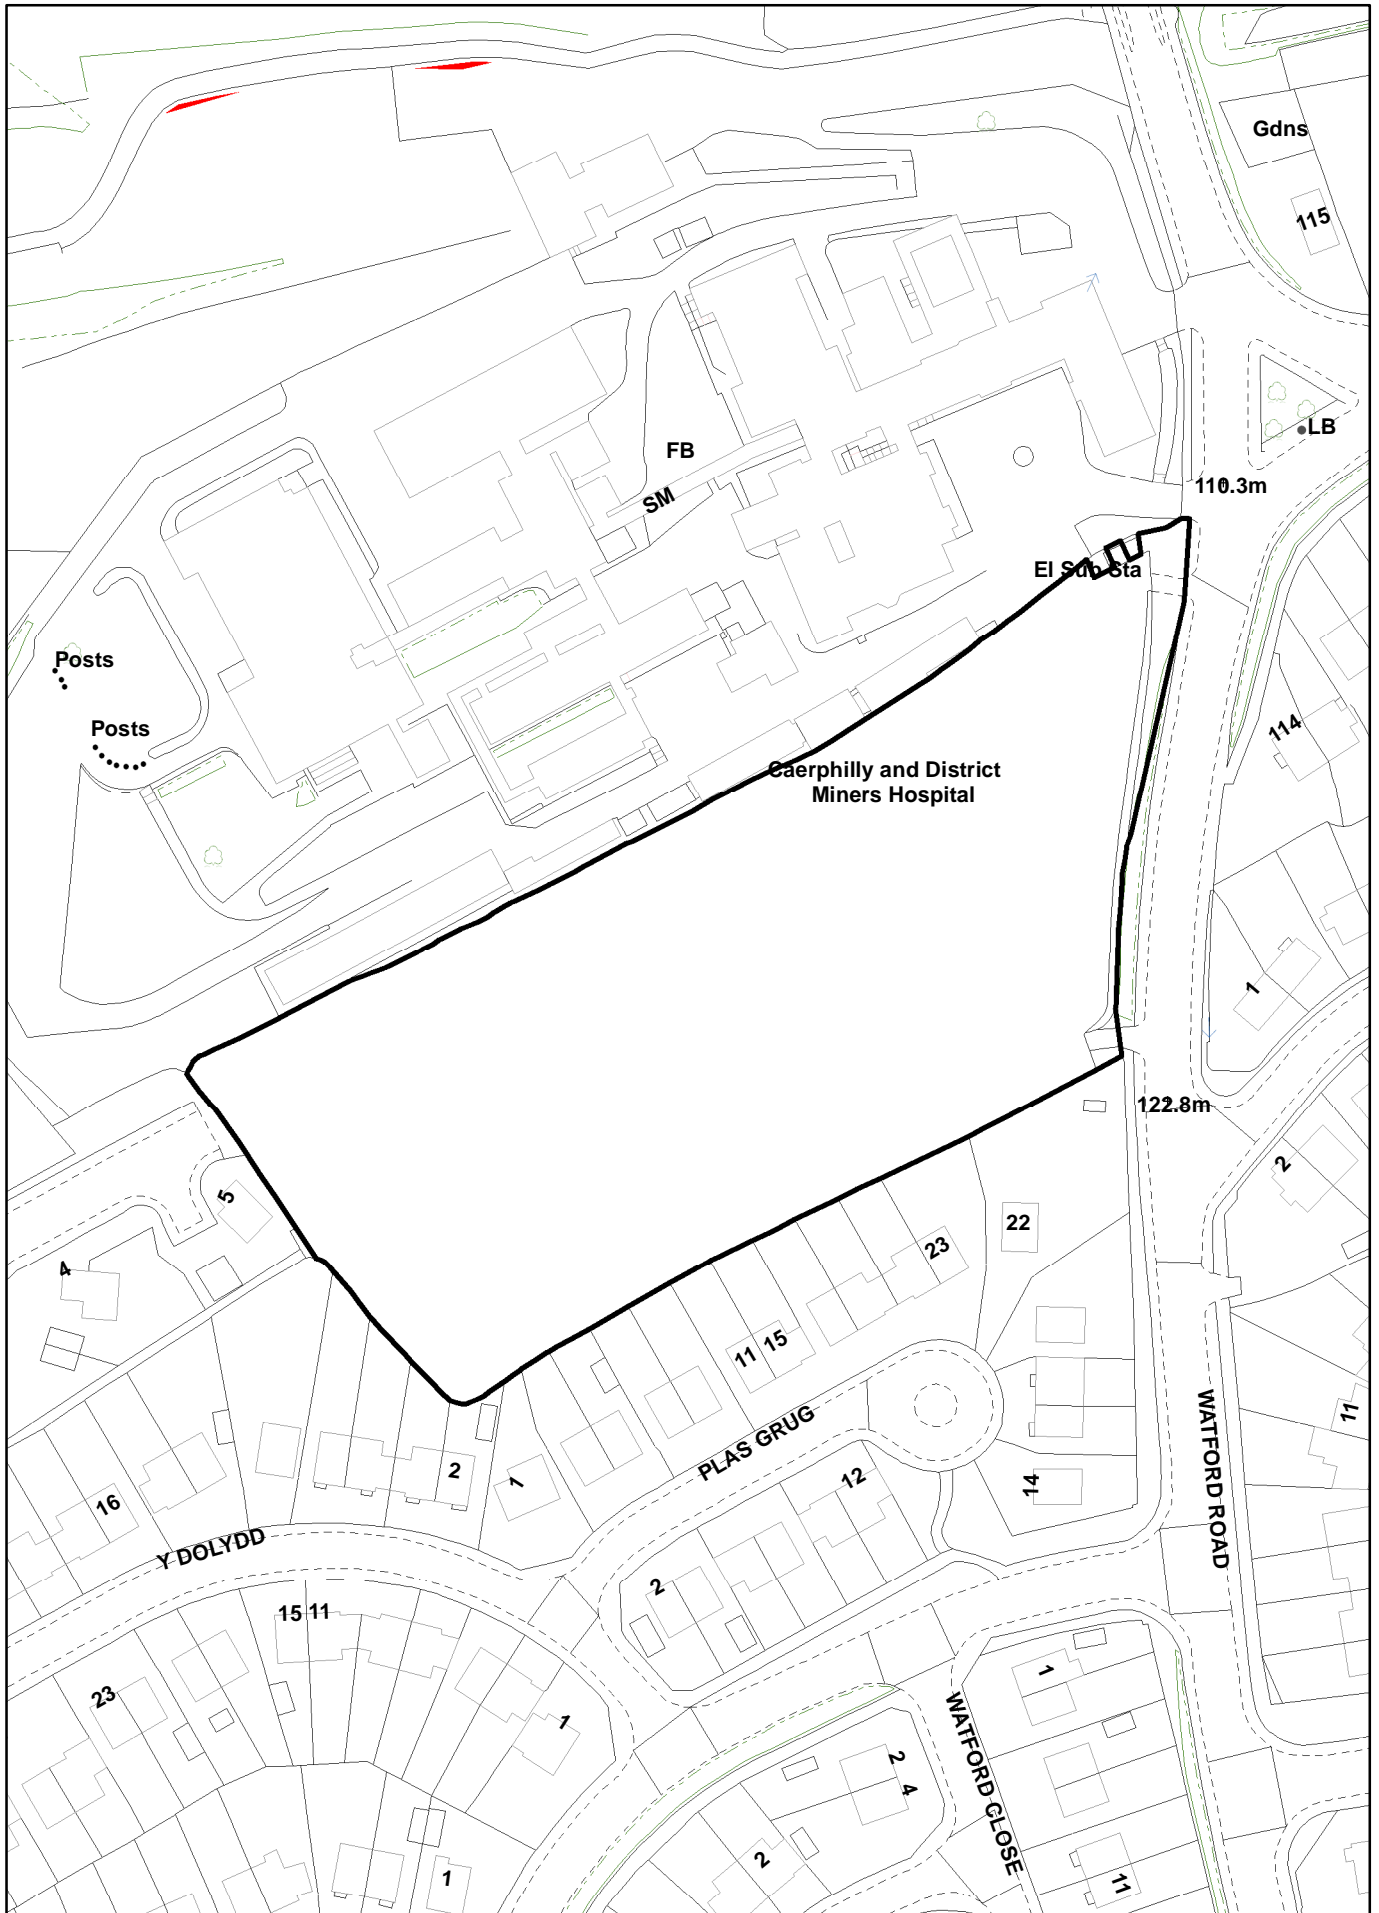 Gdns
115
LB
FB
SM
110.3m
El Sub Sta
Posts
Posts
114
Caerphilly and District
Miners Hospital
1
122.8m
2
5
22
23
4
11 15
PLAS GRUG
WATFORD ROAD
11
2
1
12
14
16
Y DOLYDD
2
15 11
1
23
1
WATFORD CLOSE
2
4
2
1
11